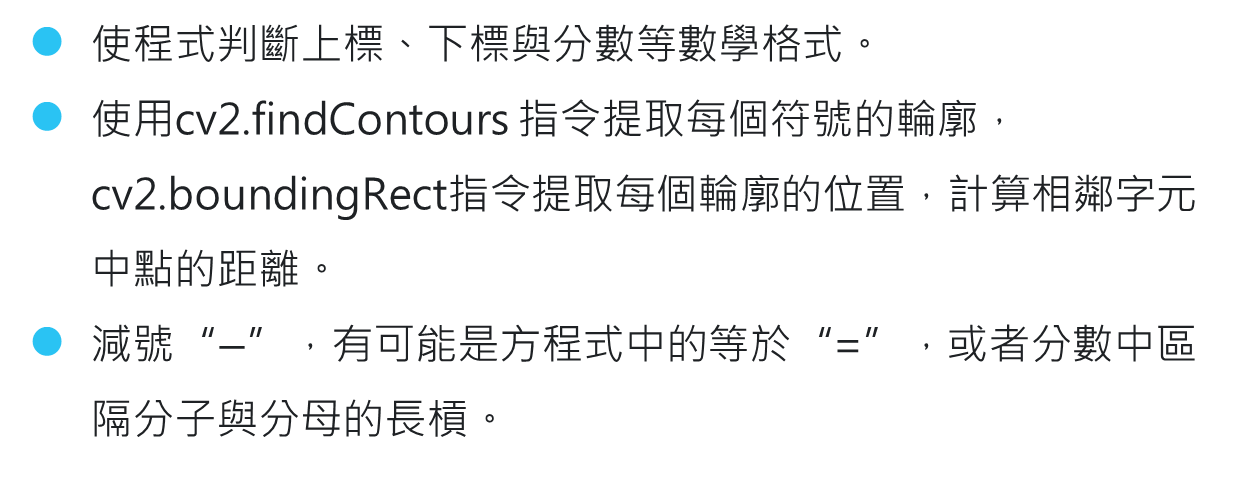 使程式判斷上標、下標與分數等數學格式。
使用cv2.findContours 指令提取每個符號的輪廓，
cv2.boundingRect指令提取每個輪廓的位置，計算相鄰字元
中點的距離。
減號“–”，有可能是方程式中的等於“=”，或者分數中區
隔分子與分母的長槓。